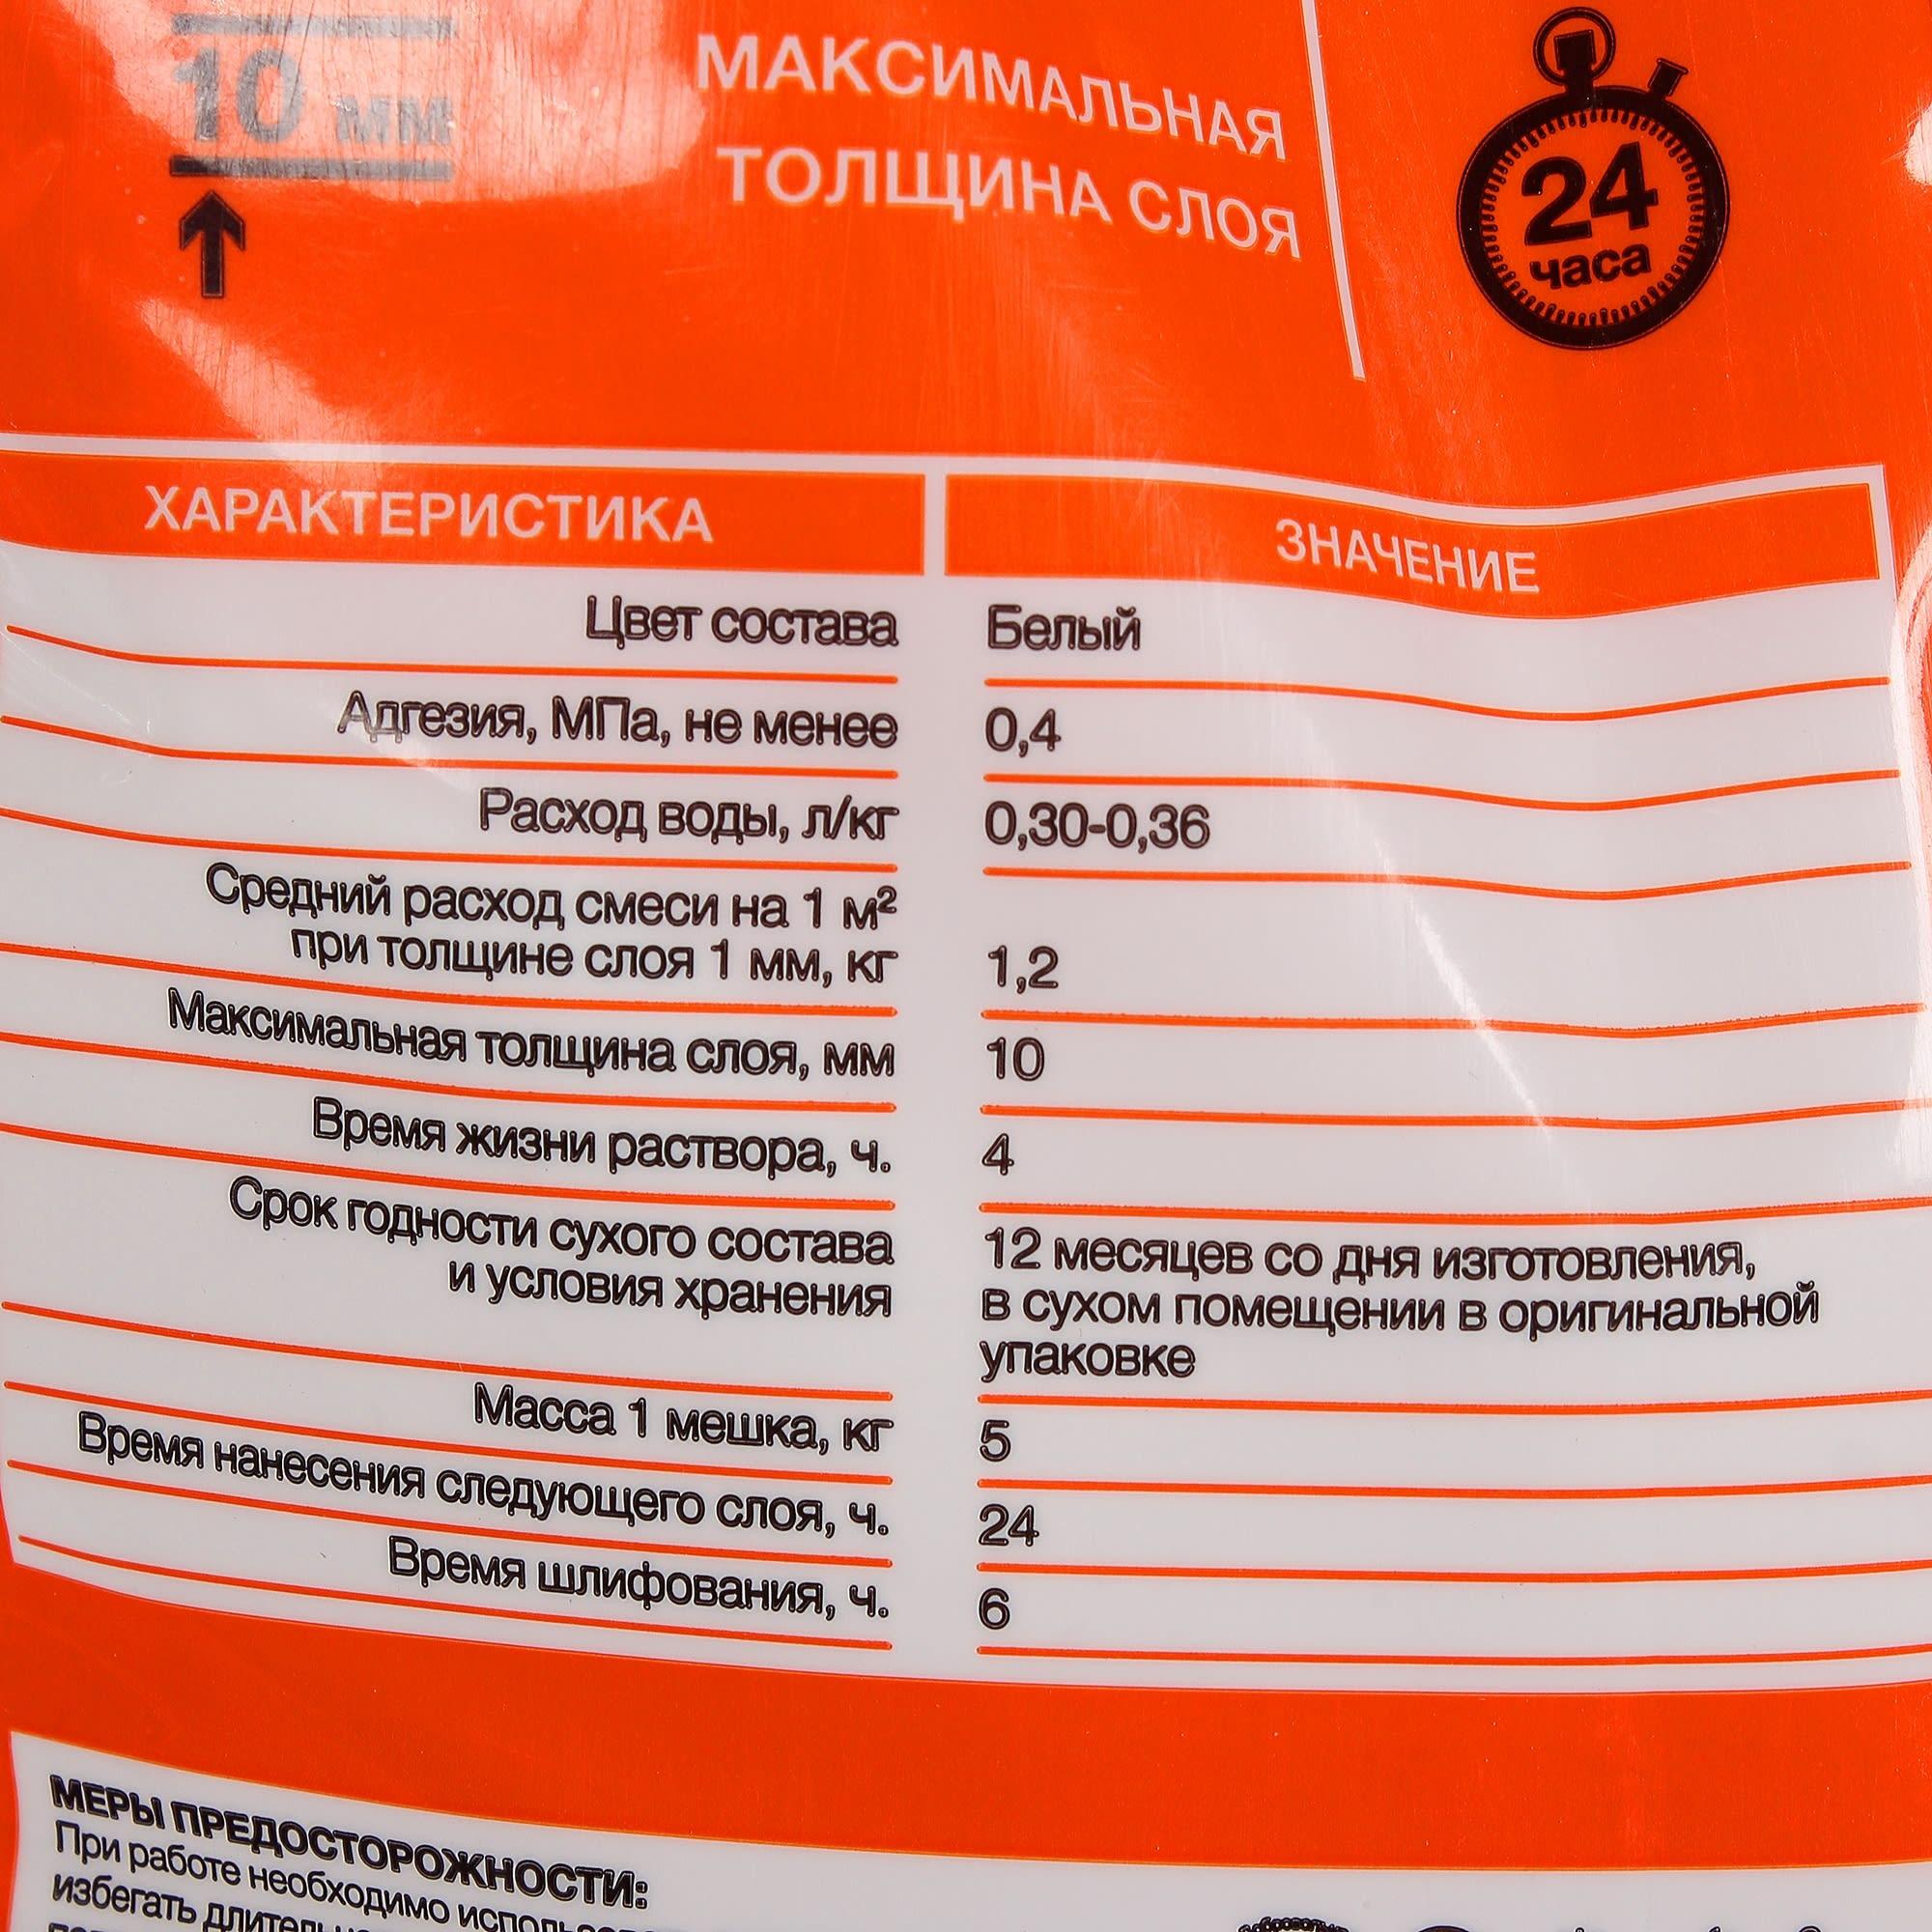 10 мм
МАКСИМАЛЬНАЯ
ТОЛЩИНА СЛОЯ
24
часа
ХАРАКТЕРИСТИКА ЗНАЧЕНИЕ
Цвет состава Белый
Адгезия, МПа, не менее 0,4
Расход воды, л/кг 0,30-0,36
Средний расход смеси на 1 м²
при толщине слоя 1 мм, кг 1,2
Максимальная толщина слоя, мм 10
Время жизни раствора, ч. 4
Срок годности сухого состава
и условия хранения
12 месяцев со дня изготовления,
в сухом помещении в оригинальной
упаковке
Масса 1 мешка, кг 5
Время нанесения следующего слоя, ч. 24
Время шлифования, ч. 6
МЕРЫ ПРЕДОСТОРОЖНОСТИ:
При работе необходимо
избегать